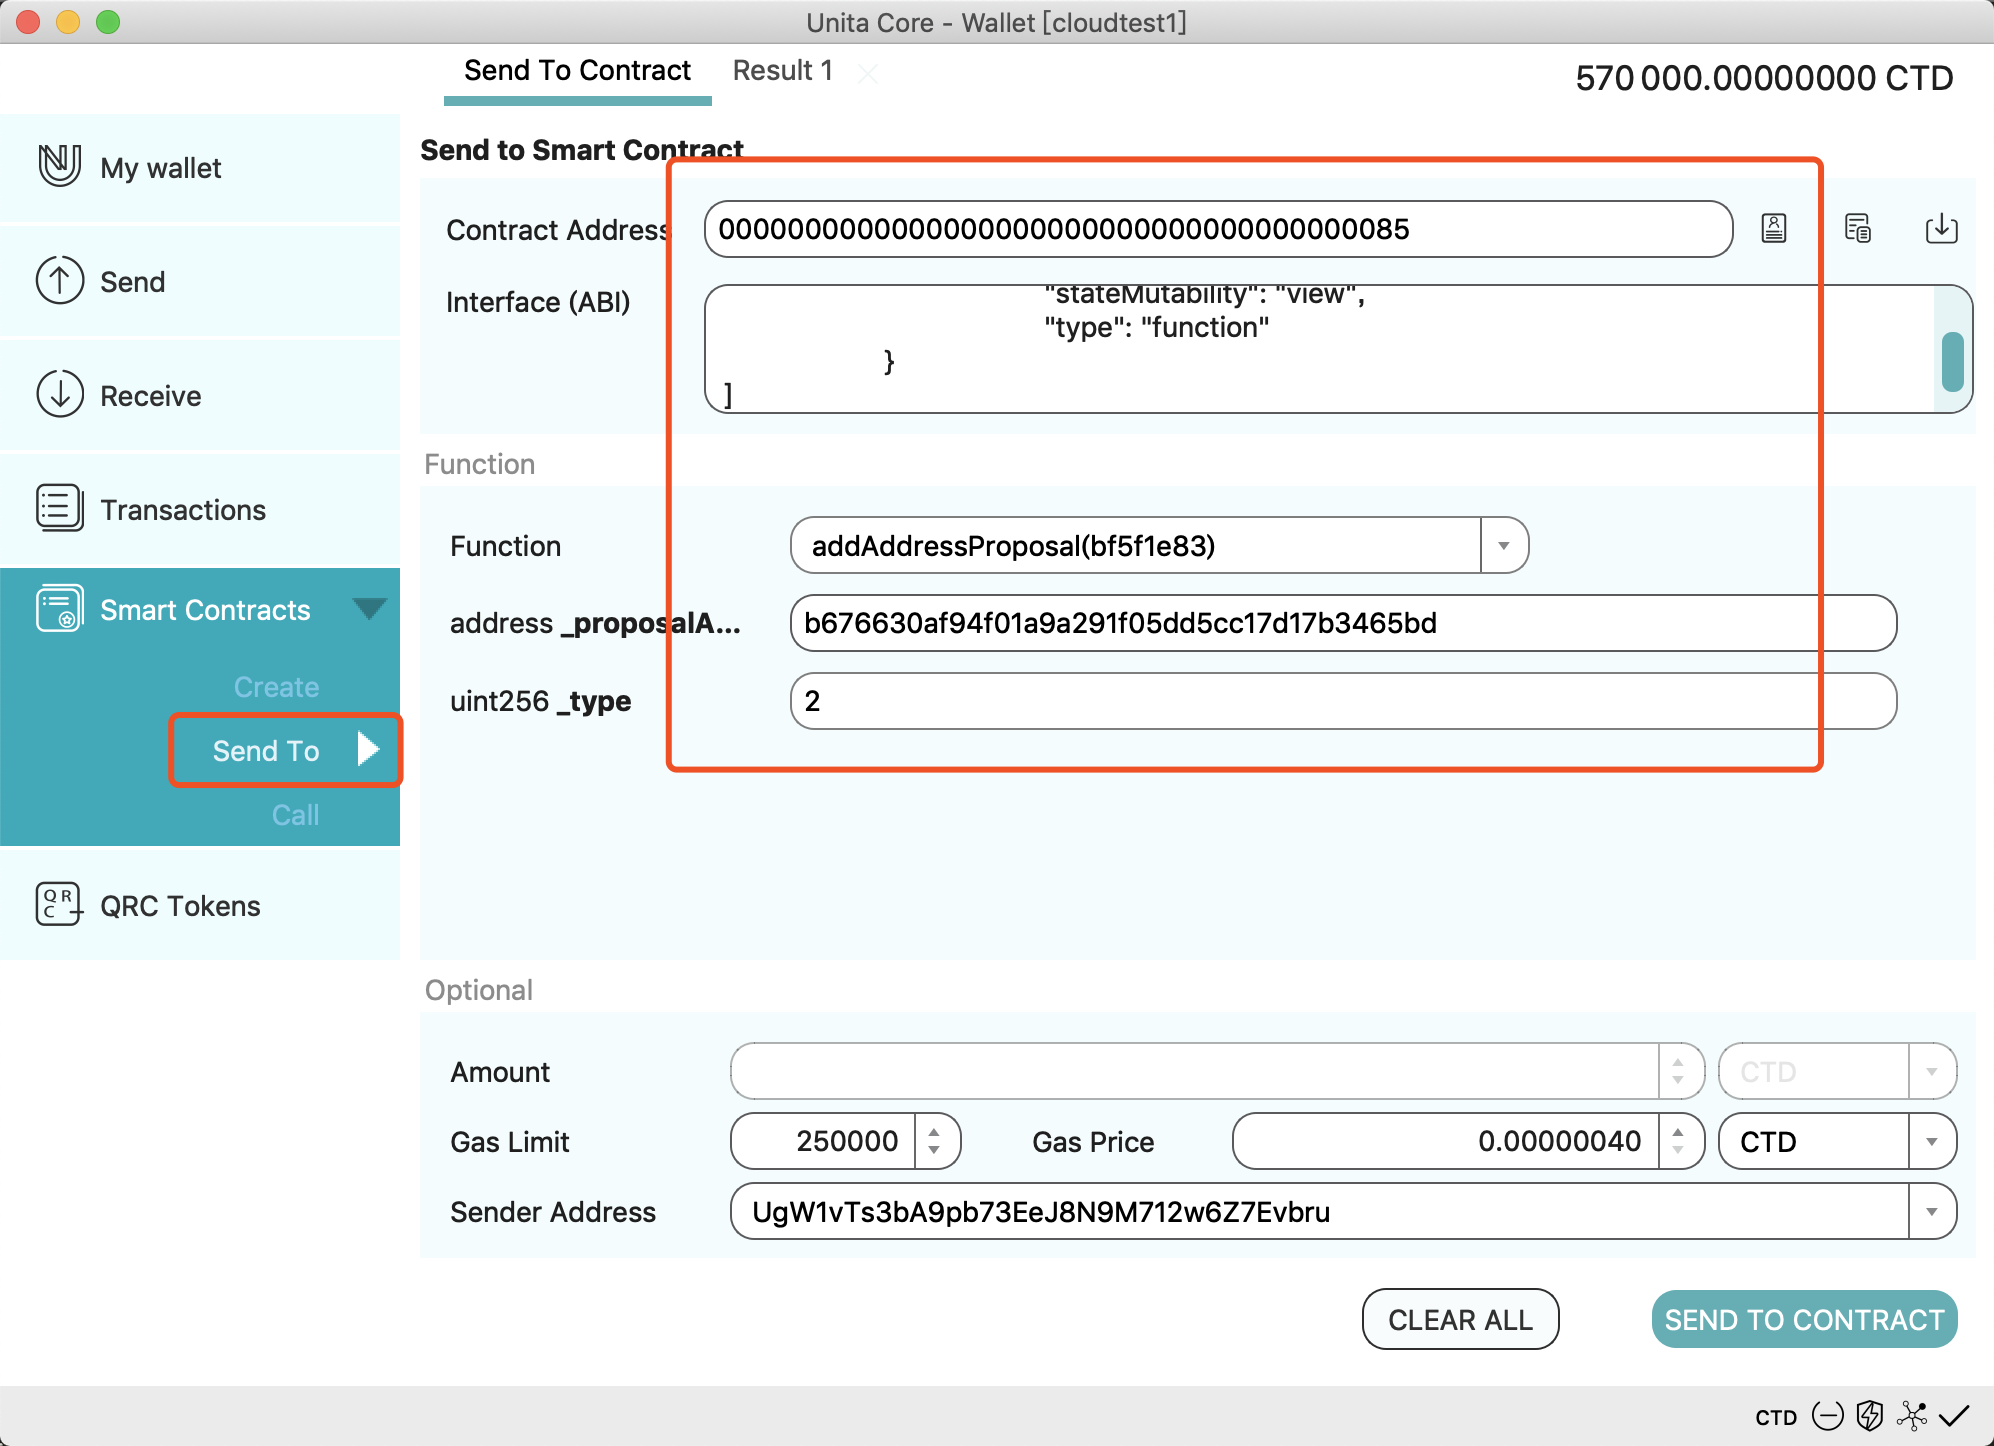 Unita Core - Wallet [cloudtest1]
Send To Contract
Result 1
570 000.00000000 CTD
My wallet
Send
Receive
Transactions
Smart Contracts
Create
Send To
Call
QRC Tokens
Send to Smart Contract
Contract Address
0000000000000000000000000000000000000085
Interface (ABI)
"stateMutability": "view",
"type": "function"
}
]
Function
Function
addAddressProposal(bf5f1e83)
address _proposalA...
b676630af94f01a9a291f05dd5cc17d17b3465bd
uint256 _type
2
Optional
Amount
CTD
Gas Limit
250000
Gas Price
0.00000040
CTD
Sender Address
UgW1vTs3bA9pb73EeJ8N9M712w6Z7Evbru
CLEAR ALL
SEND TO CONTRACT
CTD